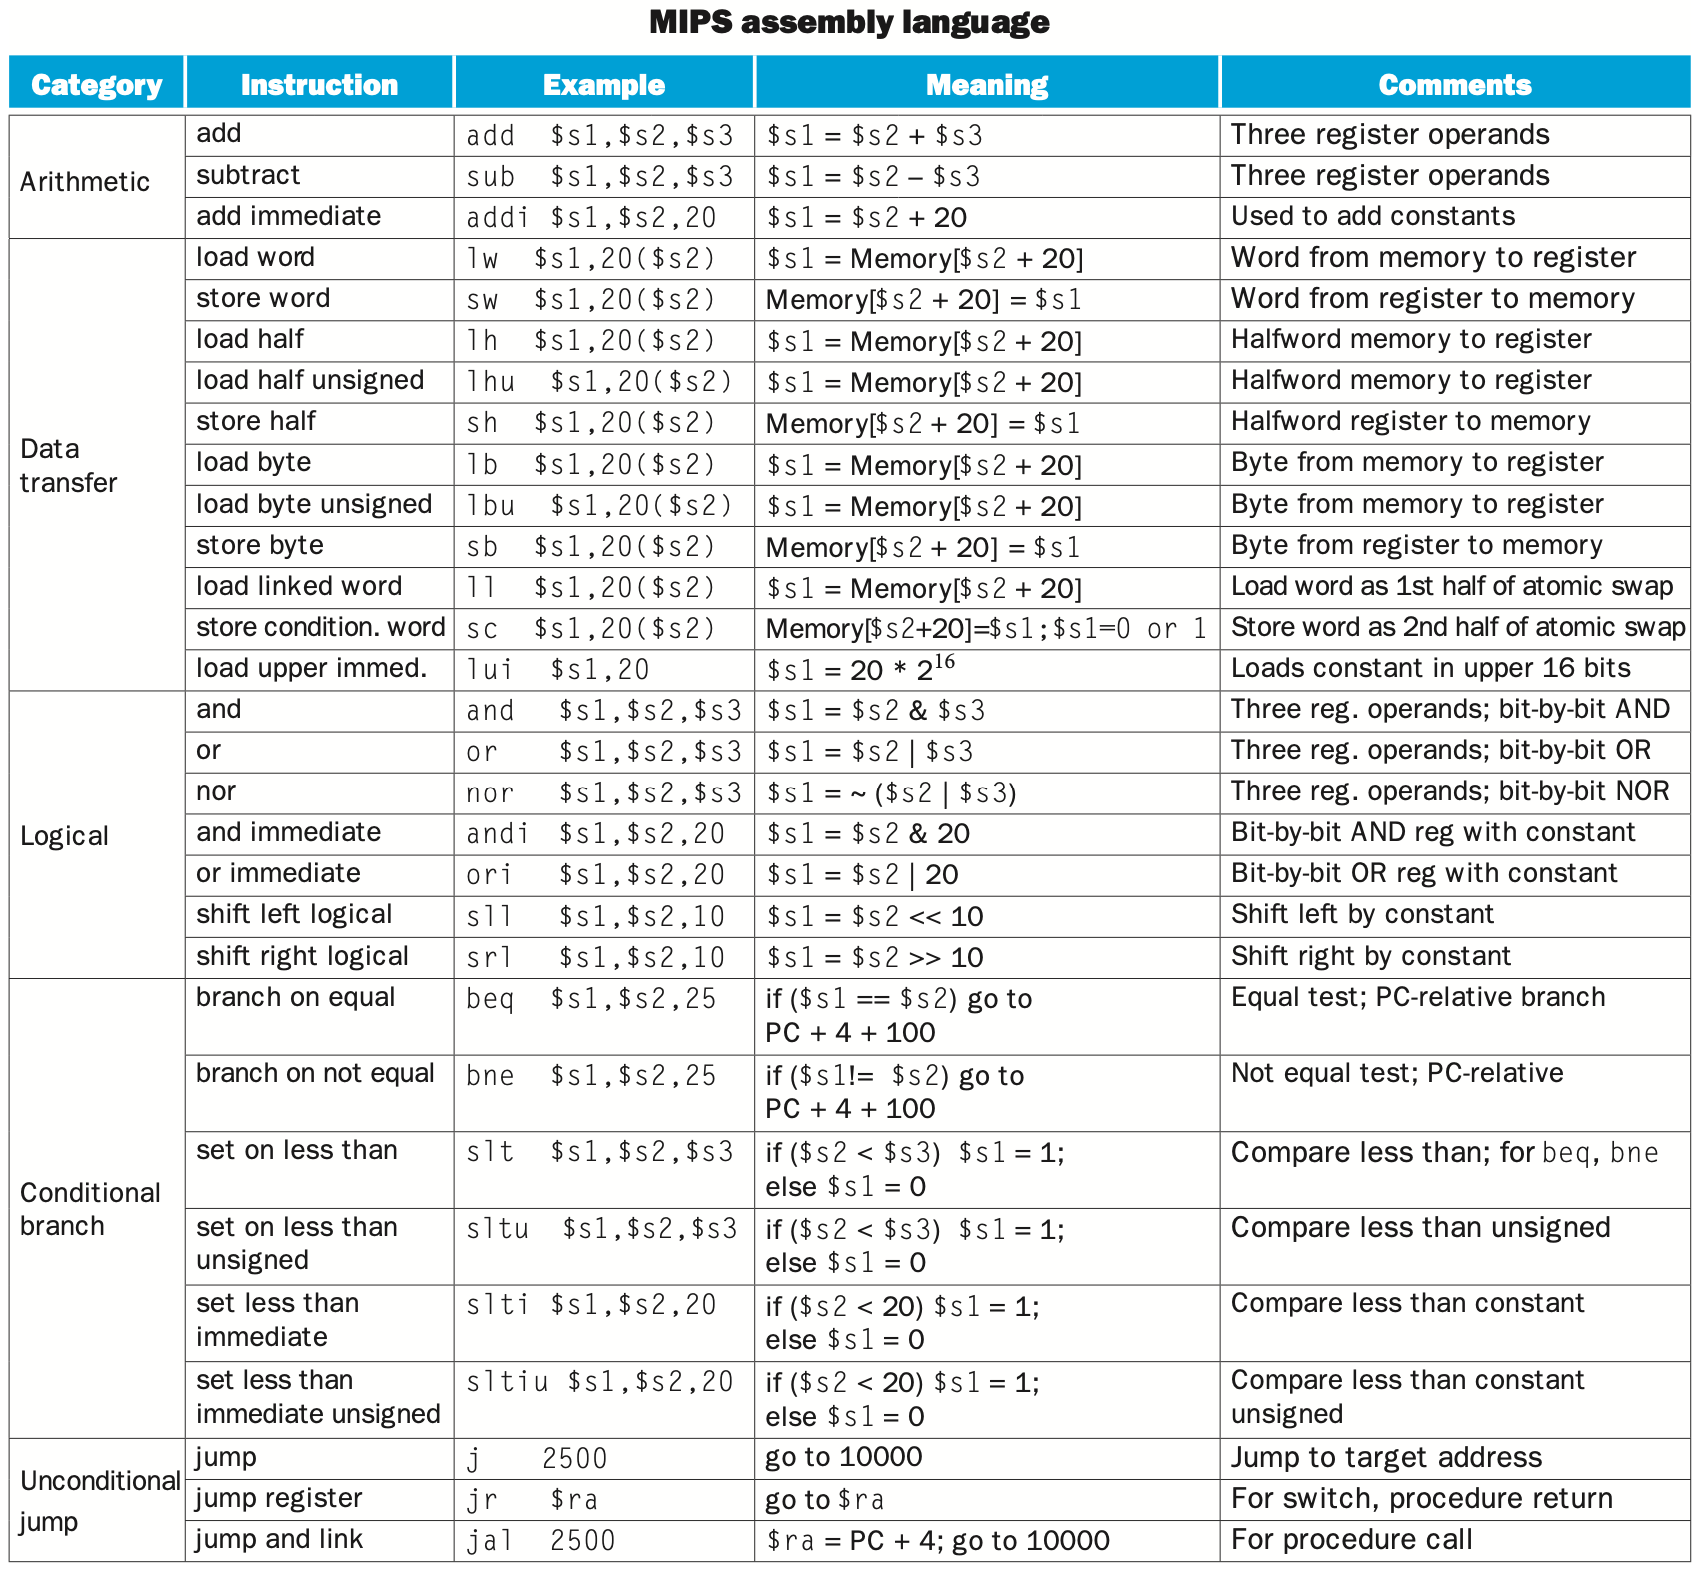 MIPS assembly language
Category Instruction Example Meaning Comments
Arithmetic
add add $s1,$s2,$s3 $s1 = $s2 + $s3 Three register operands
subtract sub $s1,$s2,$s3 $s1 = $s2 – $s3 Three register operands
add immediate addi $s1,$s2,20 $s1 = $s2 + 20 Used to add constants
Data
transfer
load word lw $s1,20($s2) $s1 = Memory[$s2 + 20] Word from memory to register
store word sw $s1,20($s2) Memory[$s2 + 20] = $s1 Word from register to memory
load half lh $s1,20($s2) $s1 = Memory[$s2 + 20] Halfword memory to register
load half unsigned lhu $s1,20($s2) $s1 = Memory[$s2 + 20] Halfword memory to register
store half sh $s1,20($s2) Memory[$s2 + 20] = $s1 Halfword register to memory
load byte lb $s1,20($s2) $s1 = Memory[$s2 + 20] Byte from memory to register
load byte unsigned lbu $s1,20($s2) $s1 = Memory[$s2 + 20] Byte from memory to register
store byte sb $s1,20($s2) Memory[$s2 + 20] = $s1 Byte from register to memory
load linked word ll $s1,20($s2) $s1 = Memory[$s2 + 20] Load word as 1st half of atomic swap
store condition. word sc $s1,20($s2) Memory[$s2+20]=$s1;$s1=0 or 1 Store word as 2nd half of atomic swap
load upper immed. lui $s1,20 $s1 = 20 * 2¹⁶ Loads constant in upper 16 bits
Logical
and and $s1,$s2,$s3 $s1 = $s2 & $s3 Three reg. operands; bit-by-bit AND
or or $s1,$s2,$s3 $s1 = $s2 | $s3 Three reg. operands; bit-by-bit OR
nor nor $s1,$s2,$s3 $s1 = ~ ($s2 | $s3) Three reg. operands; bit-by-bit NOR
and immediate andi $s1,$s2,20 $s1 = $s2 & 20 Bit-by-bit AND reg with constant
or immediate ori $s1,$s2,20 $s1 = $s2 | 20 Bit-by-bit OR reg with constant
shift left logical sll $s1,$s2,10 $s1 = $s2 << 10 Shift left by constant
shift right logical srl $s1,$s2,10 $s1 = $s2 >> 10 Shift right by constant
Conditional
branch
branch on equal beq $s1,$s2,25 if ($s1 == $s2) go to Equal test; PC-relative branch
PC + 4 + 100
branch on not equal bne $s1,$s2,25 if ($s1!= $s2) go to Not equal test; PC-relative
PC + 4 + 100
set on less than slt $s1,$s2,$s3 if ($s2 < $s3) $s1 = 1; Compare less than; for beq, bne
else $s1 = 0
set on less than sltu $s1,$s2,$s3 if ($s2 < $s3) $s1 = 1; Compare less than unsigned
unsigned else $s1 = 0
set less than slti $s1,$s2,20 if ($s2 < 20) $s1 = 1; Compare less than constant
immediate else $s1 = 0
set less than sltiu $s1,$s2,20 if ($s2 < 20) $s1 = 1; Compare less than constant
immediate unsigned else $s1 = 0 unsigned
Unconditional
jump
jump j 2500 go to 10000 Jump to target address
jump register jr $ra go to $ra For switch, procedure return
jump and link jal 2500 $ra = PC + 4; go to 10000 For procedure call